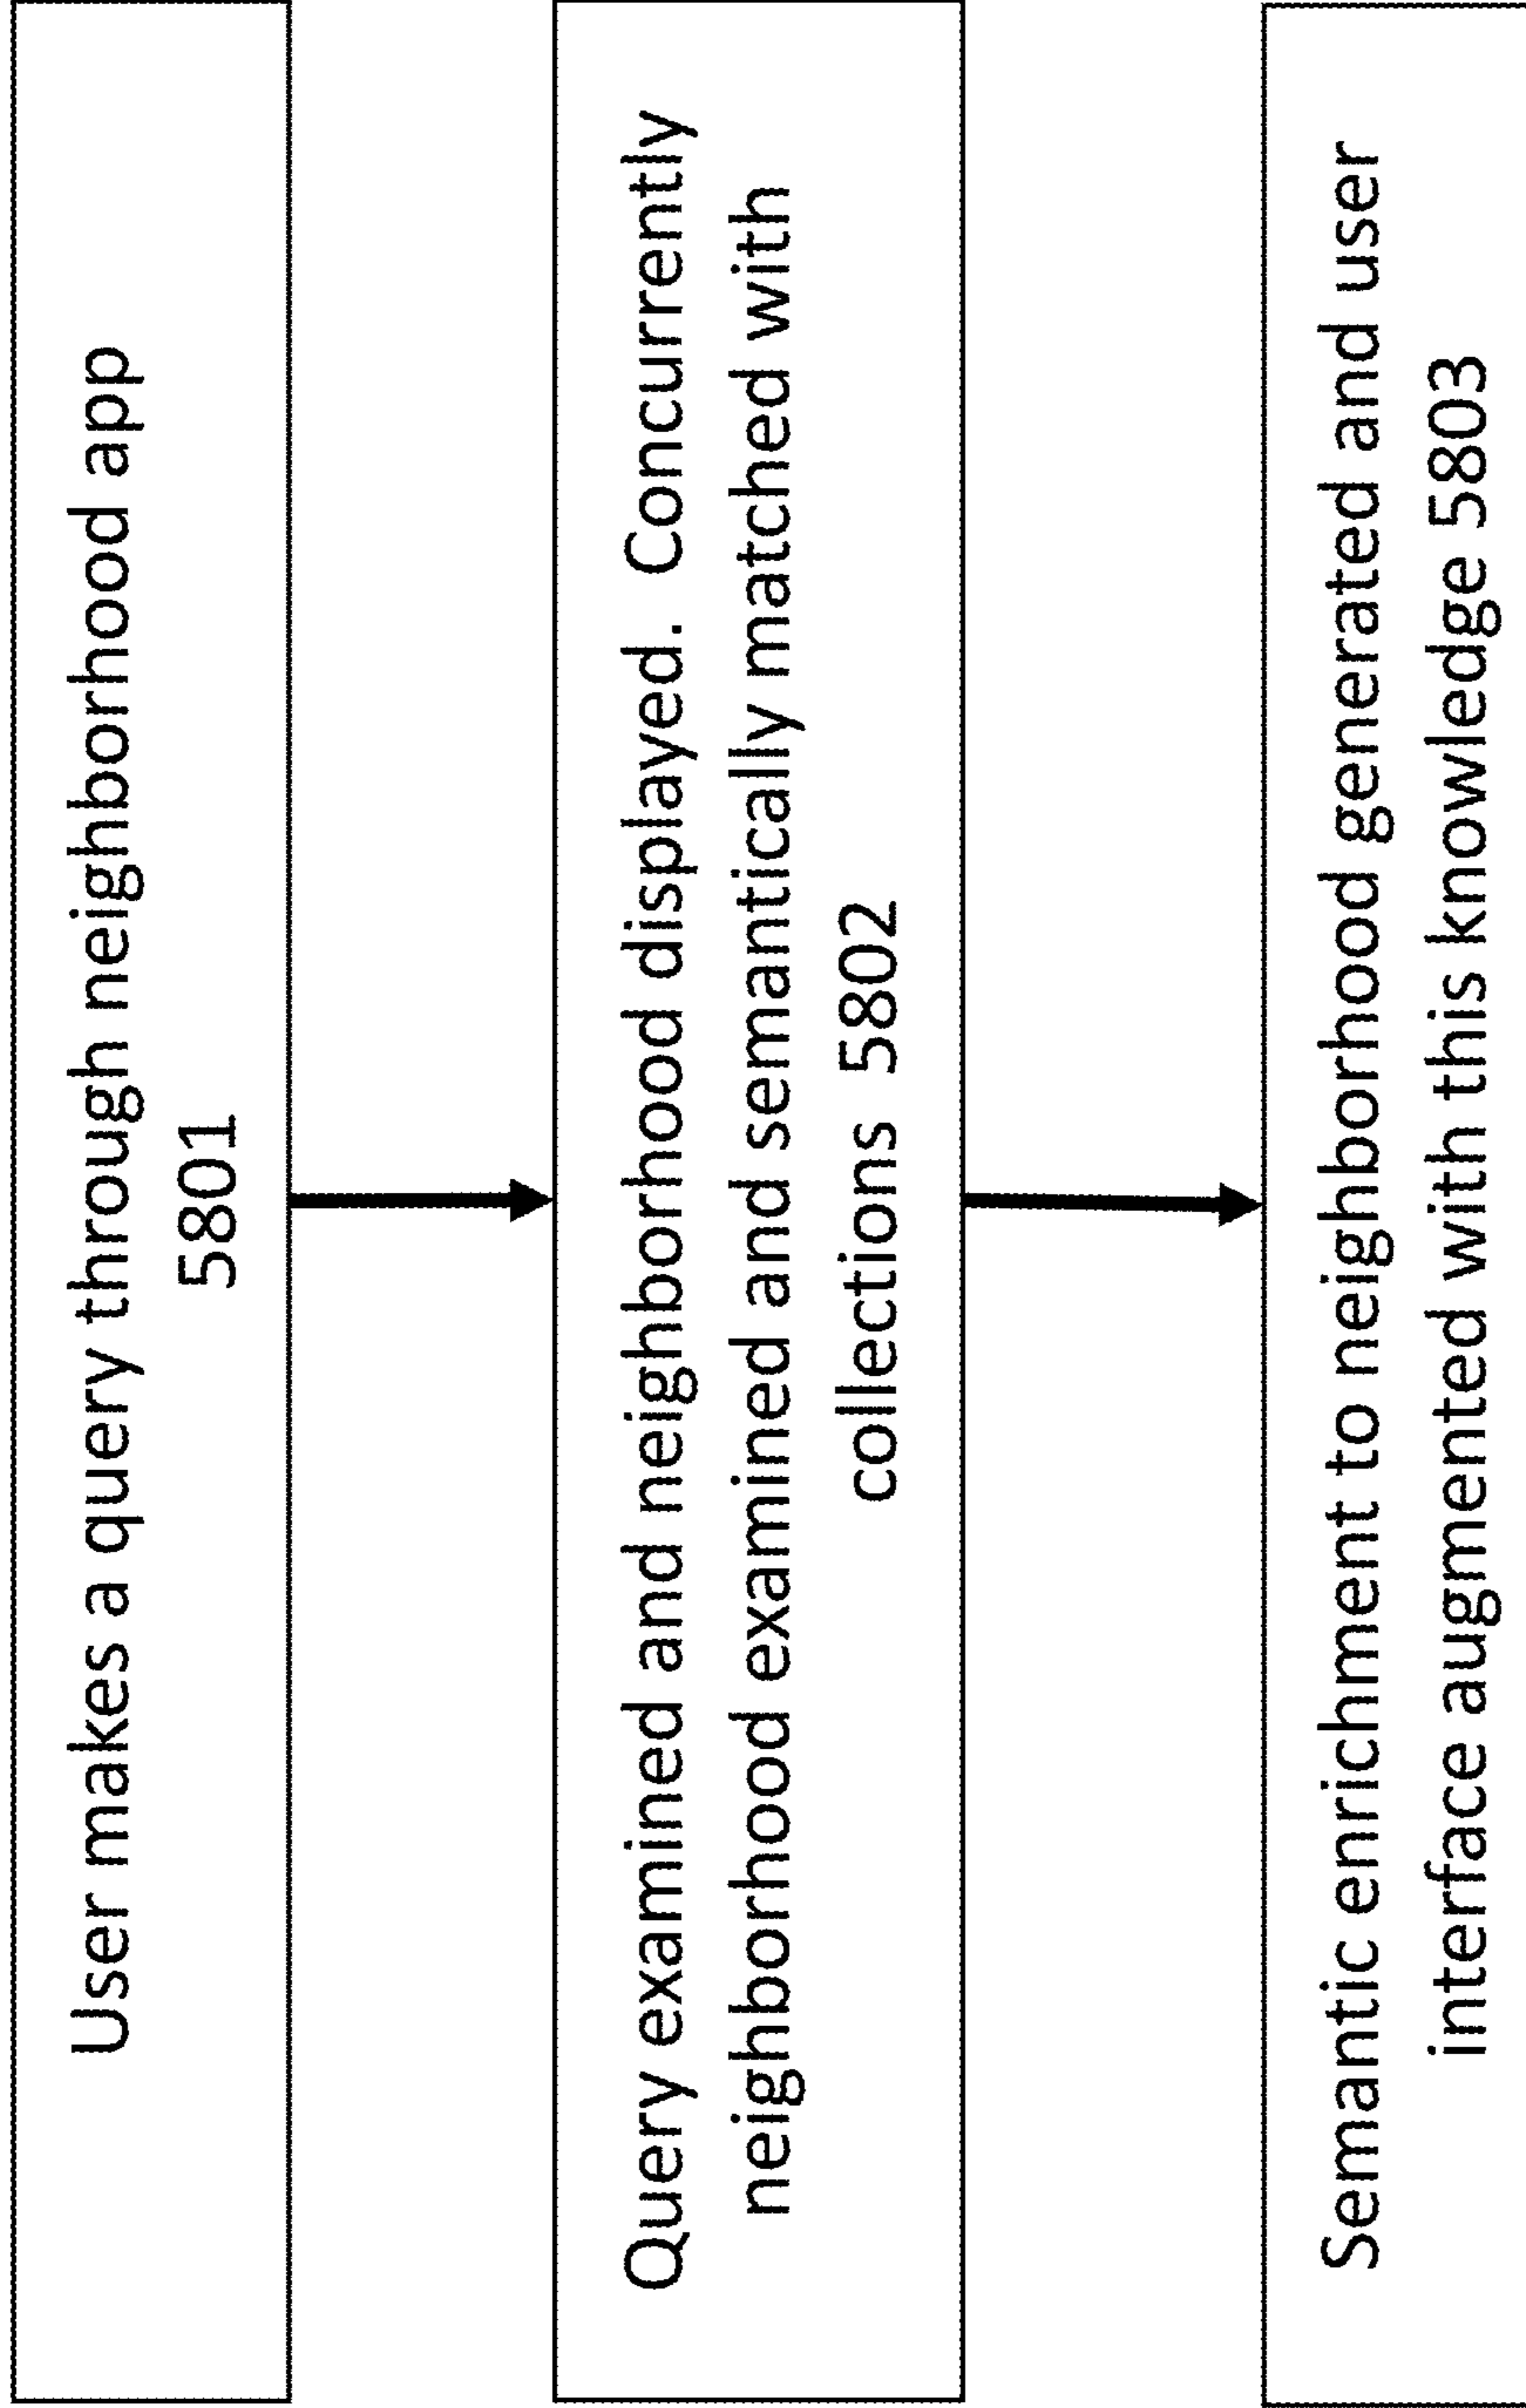 User makes a query through neighborhood app
5801
Query examined and neighborhood displayed. Concurrently
neighborhood examined and semantically matched with
collections 5802
Semantic enrichment to neighborhood generated and user
interface augmented with this knowledge 5803